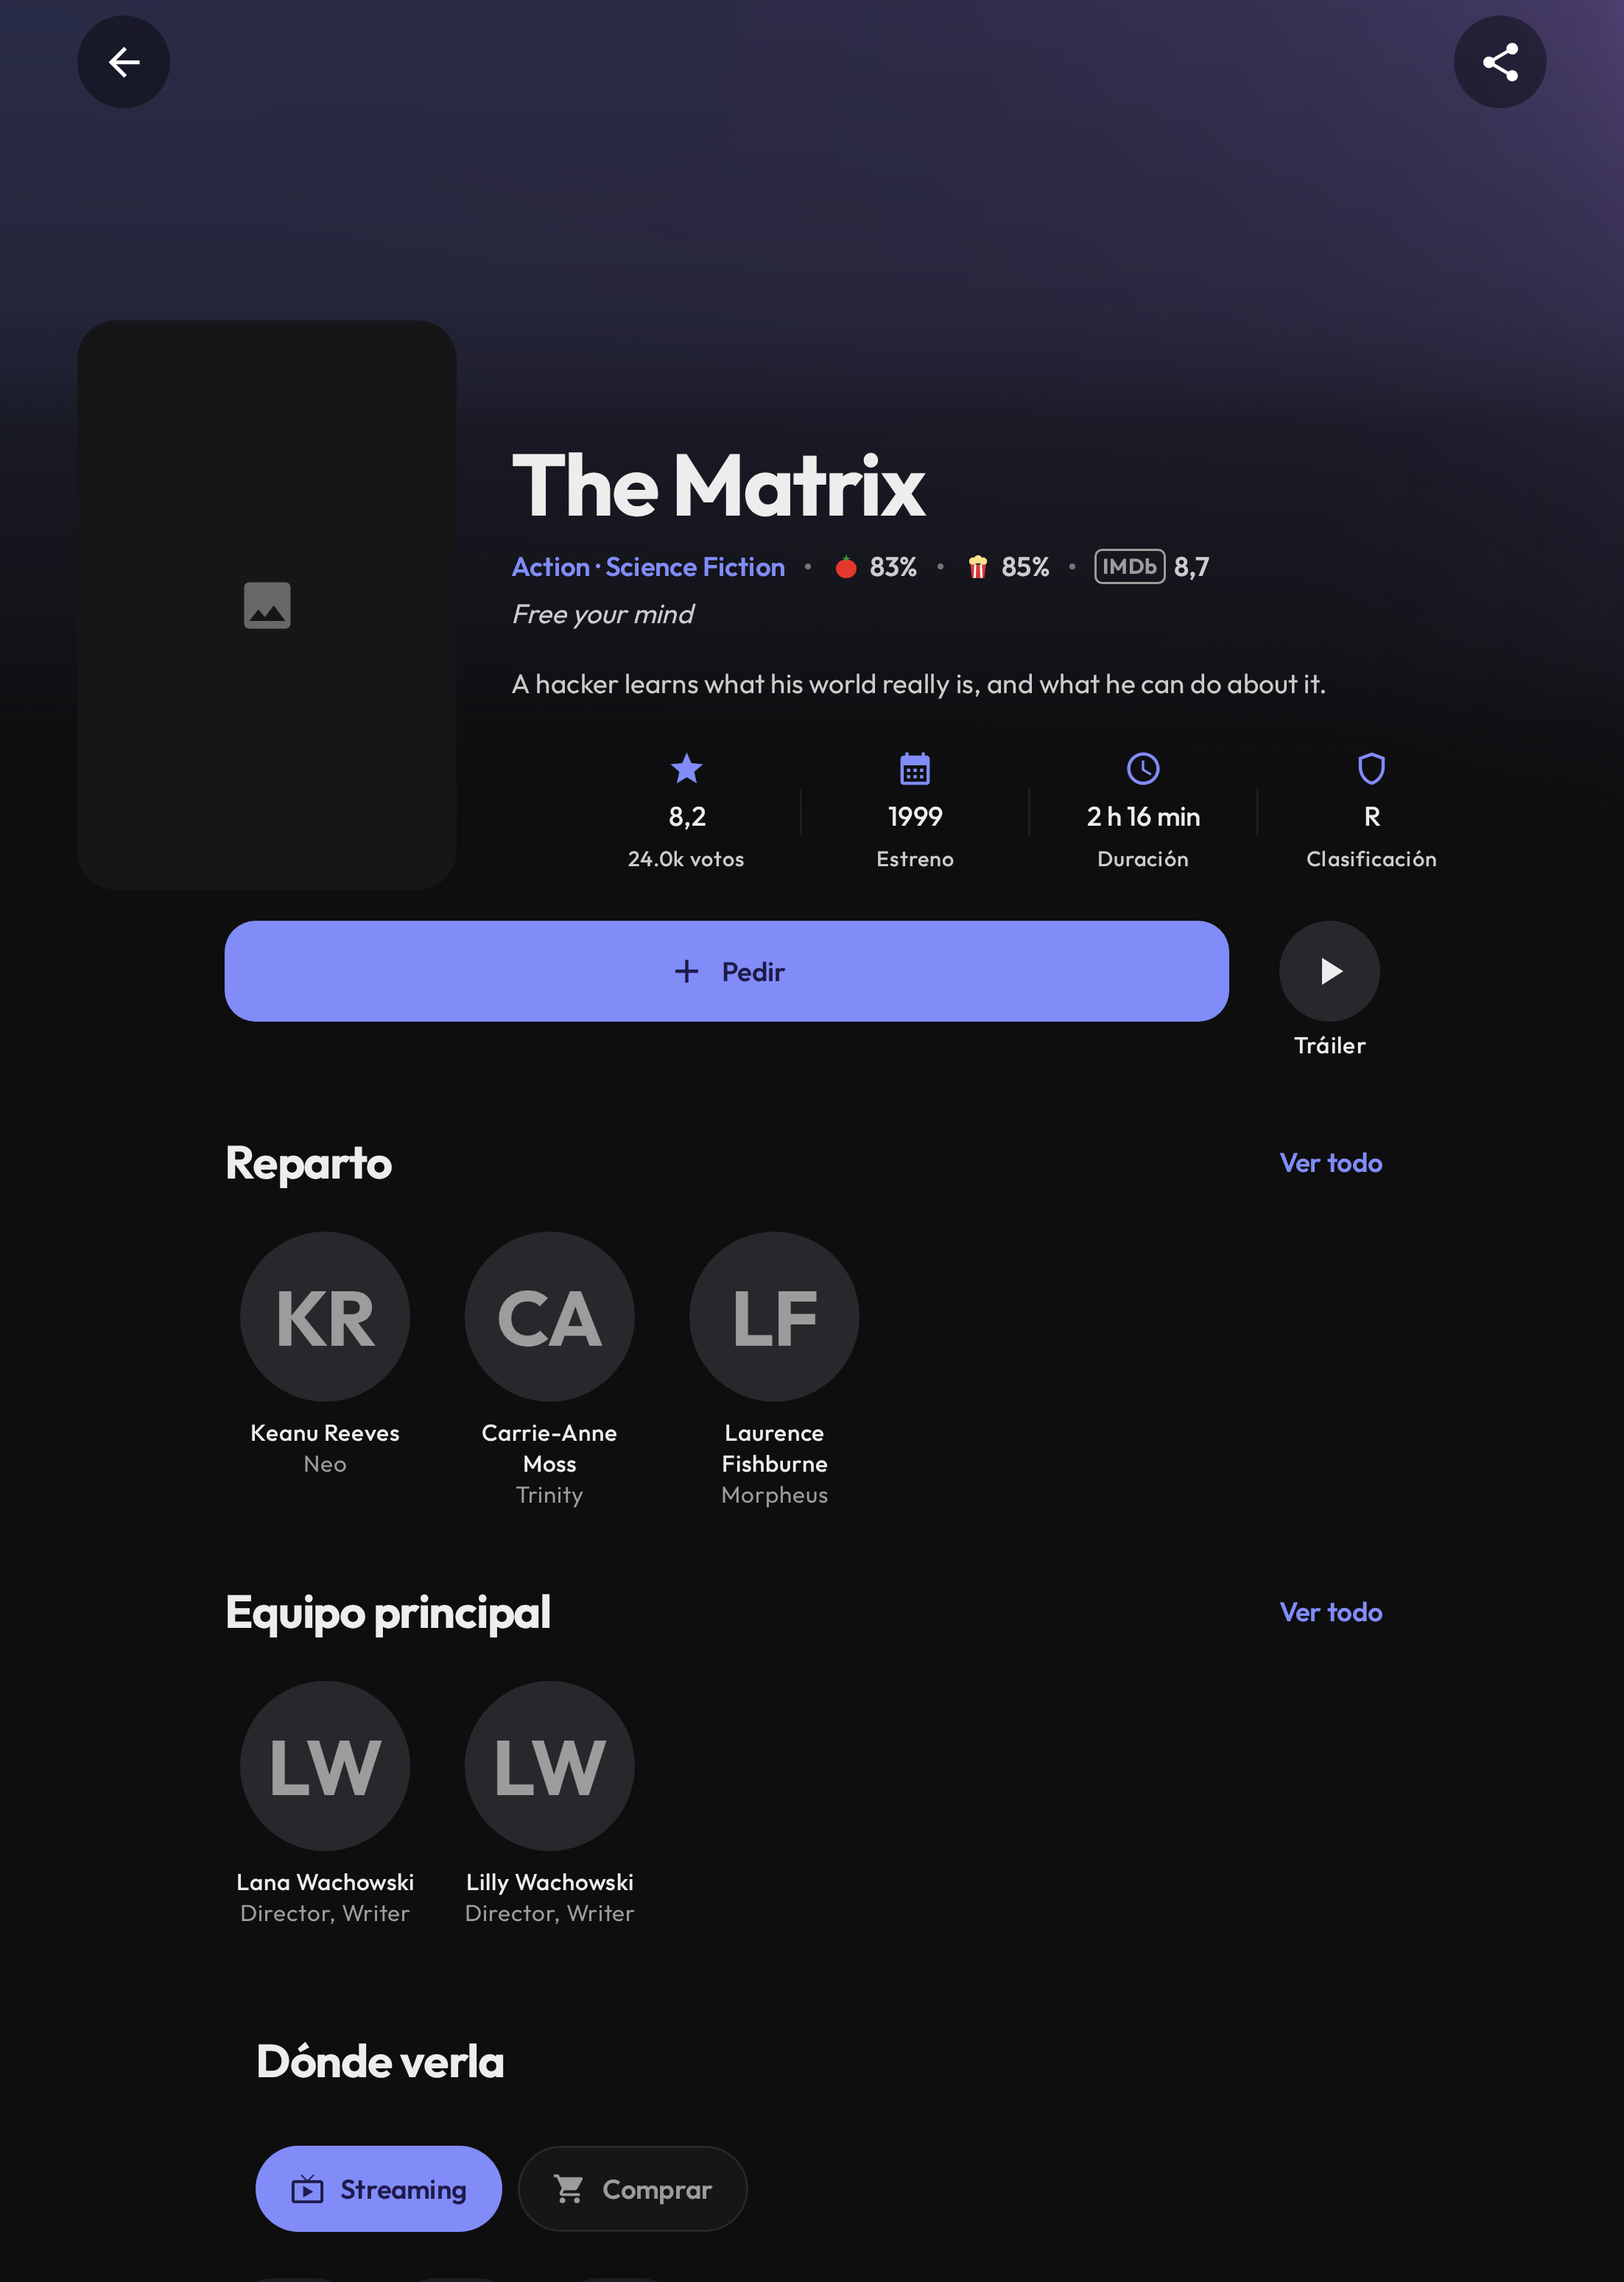 The Matrix
Action · Science Fiction • 83% • 85% • IMDb 8,7
Free your mind
A hacker learns what his world really is, and what he can do about it.
8,2 1999 2 h 16 min R
24.0k votos Estreno Duración Clasificación
+ Pedir
Tráiler
Reparto Ver todo
KR CA LF
Keanu Reeves Carrie-Anne Laurence
Neo Moss Fishburne
Trinity Morpheus
Equipo principal Ver todo
LW LW
Lana Wachowski Lilly Wachowski
Director, Writer Director, Writer
Dónde verla
Streaming Comprar